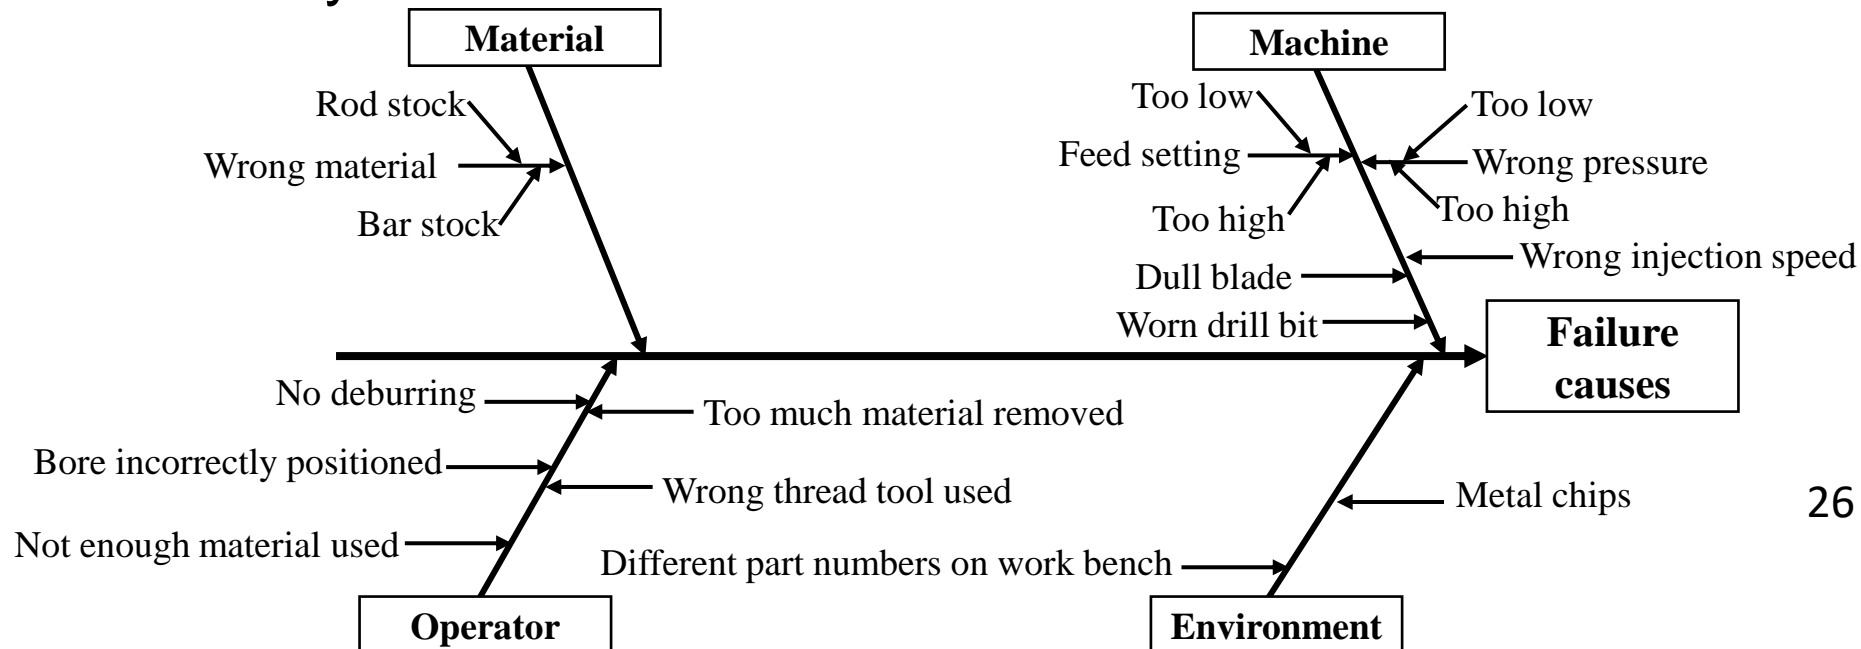 Material
Machine
Rod stock
Wrong material
Bar stock
Too low
Feed setting
Too high
Too low
Wrong pressure
Too high
Wrong injection speed
Dull blade
Worn drill bit
Failure
causes
No deburring
Too much material removed
Bore incorrectly positioned
Wrong thread tool used
Not enough material used
Metal chips
Different part numbers on work bench
26
Operator
Environment